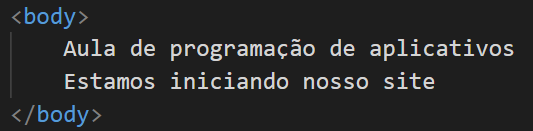 <body>
Aula de programação de aplicativos
Estamos iniciando nosso site
</body>